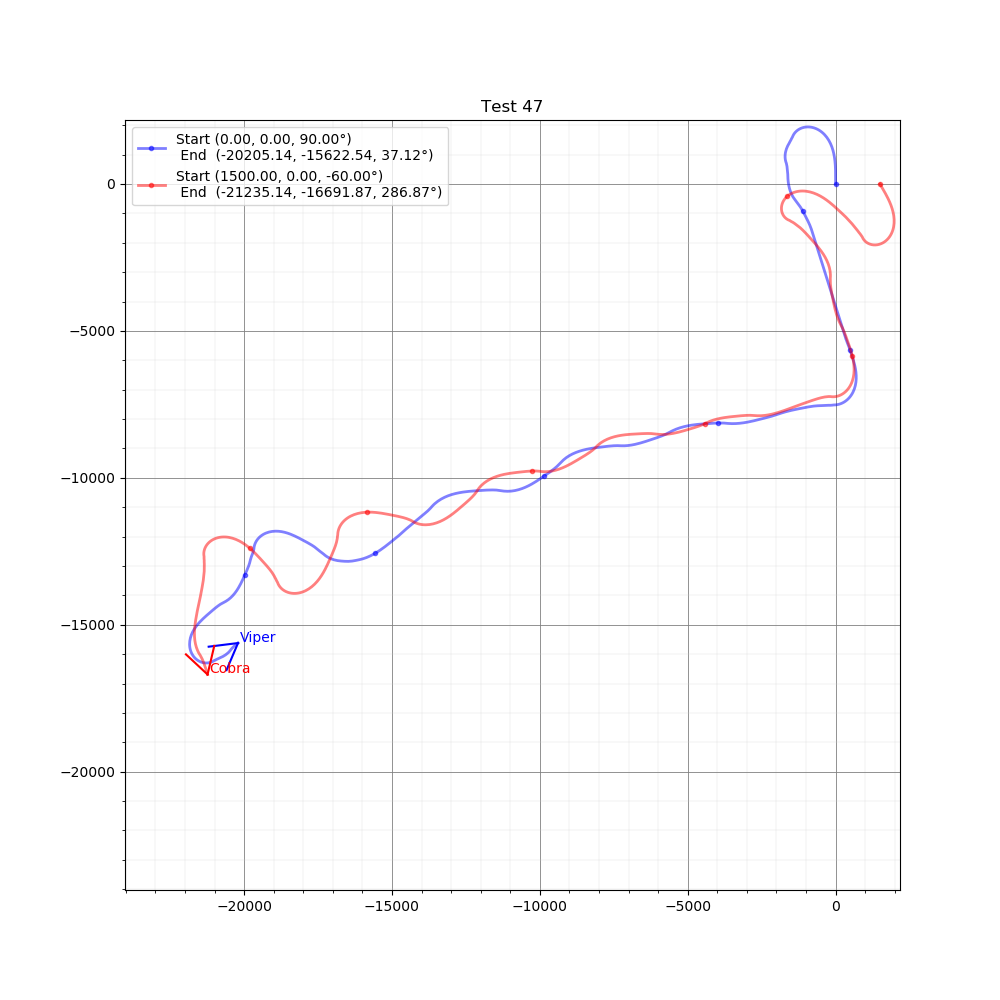 Test 47
Start (0.00, 0.00, 90.00°)
End (-20205.14, -15622.54, 37.12°)
Start (1500.00, 0.00, -60.00°)
End (-21235.14, -16691.87, 286.87°)
0
−5000
−10000
−15000
−20000
Viper
Cobra
−20000
−15000
−10000
−5000
0